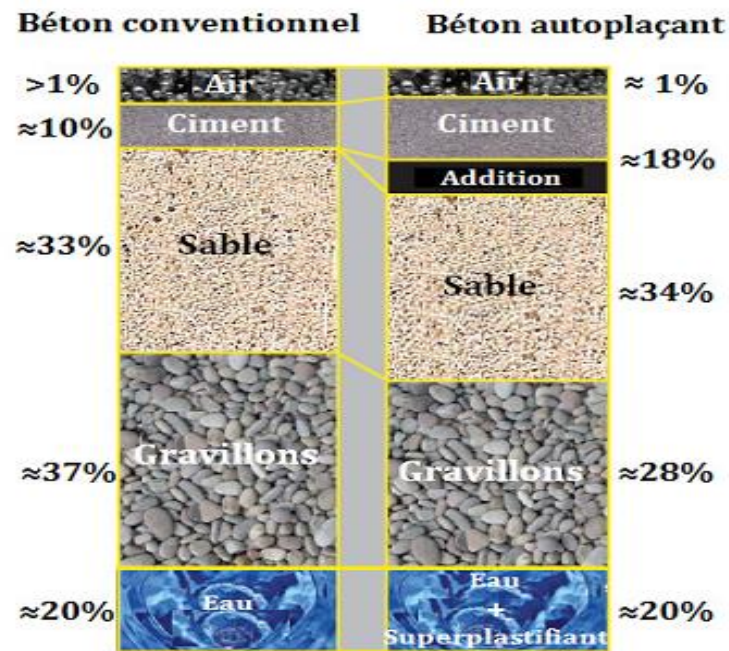 Béton conventionnel
Béton autoplaçant
>1%
Air
Air
≈ 1%
≈10%
Ciment
Ciment
≈18%
Addition
≈33%
Sable
Sable
≈34%
≈37%
Gravillons
Gravillons
≈28%
≈20%
Eau
Eau
+
Superplastifiant
≈20%